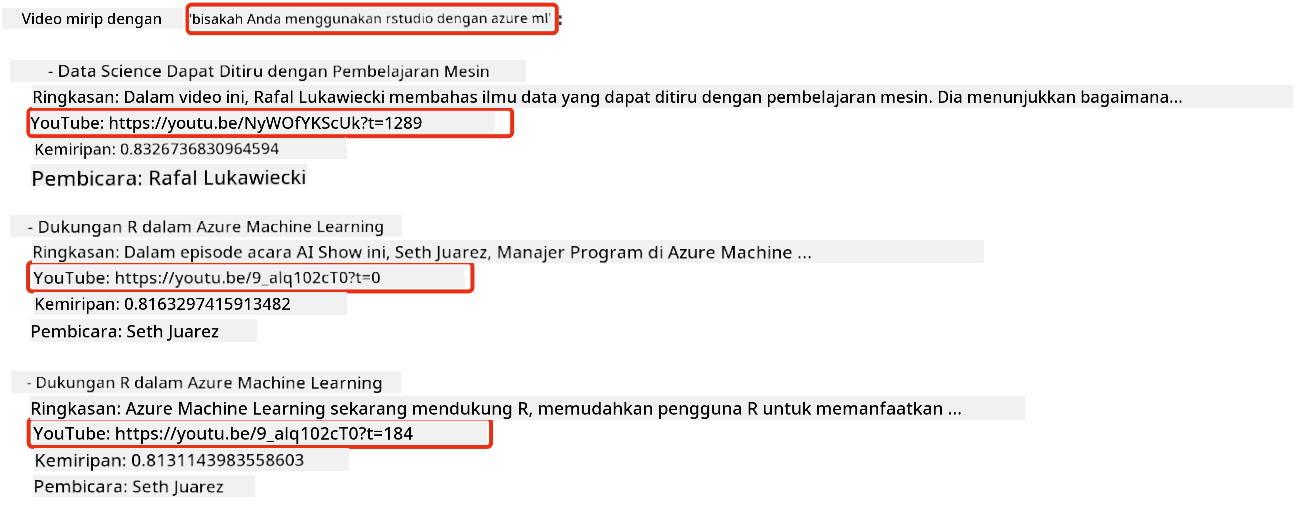 Video mirip dengan 'bisakah Anda menggunakan rstudio dengan azure ml':
- Data Science Dapat Ditiru dengan Pembelajaran Mesin
Ringkasan: Dalam video ini, Rafal Lukawiecki membahas ilmu data yang dapat ditiru dengan pembelajaran mesin. Dia menunjukkan bagaimana...
YouTube: https://youtu.be/NyWOfYKScUk?t=1289
Kemiripan: 0.8326736830964594
Pembicara: Rafal Lukawiecki
- Dukungan R dalam Azure Machine Learning
Ringkasan: Dalam episode acara AI Show ini, Seth Juarez, Manajer Program di Azure Machine ...
YouTube: https://youtu.be/9_alq102cT0?t=0
Kemiripan: 0.8163297415913482
Pembicara: Seth Juarez
- Dukungan R dalam Azure Machine Learning
Ringkasan: Azure Machine Learning sekarang mendukung R, memudahkan pengguna R untuk memanfaatkan ...
YouTube: https://youtu.be/9_alq102cT0?t=184
Kemiripan: 0.8131143983558603
Pembicara: Seth Juarez